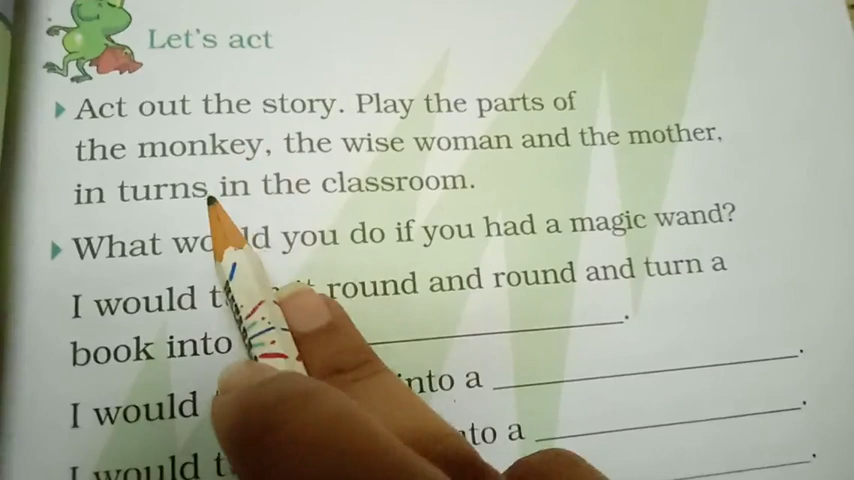 Let's act
Act out the story. Play the parts of
the monkey, the wise woman and the mother,
in turns in the classroom.
What would you do if you had a magic wand?
I would round and round and turn a
book into
I would into a
I would to a